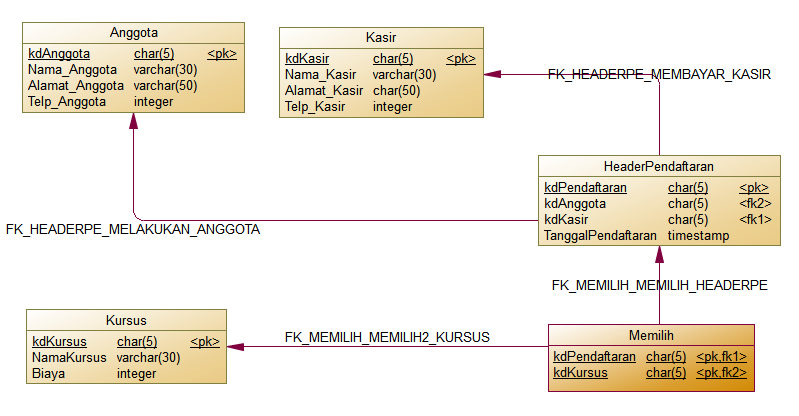 Anggota
kdAnggota char(5) <pk>
Nama_Anggota varchar(30)
Alamat_Anggota varchar(50)
Telp_Anggota integer
Kasir
kdKasir char(5) <pk>
Nama_Kasir varchar(30)
Alamat_Kasir char(50)
Telp_Kasir integer
FK_HEADERPE_MEMBAYAR_KASIR
HeaderPendaftaran
kdPendaftaran char(5) <pk>
kdAnggota char(5) <fk2>
kdKasir char(5) <fk1>
TanggalPendaftaran timestamp
FK_HEADERPE_MELAKUKAN_ANGGOTA
FK_MEMILIH_MEMILIH_HEADERPE
Kursus
kdKursus char(5) <pk>
NamaKursus varchar(30)
Biaya integer
FK_MEMILIH_MEMILIH2_KURSUS
Memilih
kdPendaftaran char(5) <pk,fk1>
kdKursus char(5) <pk,fk2>